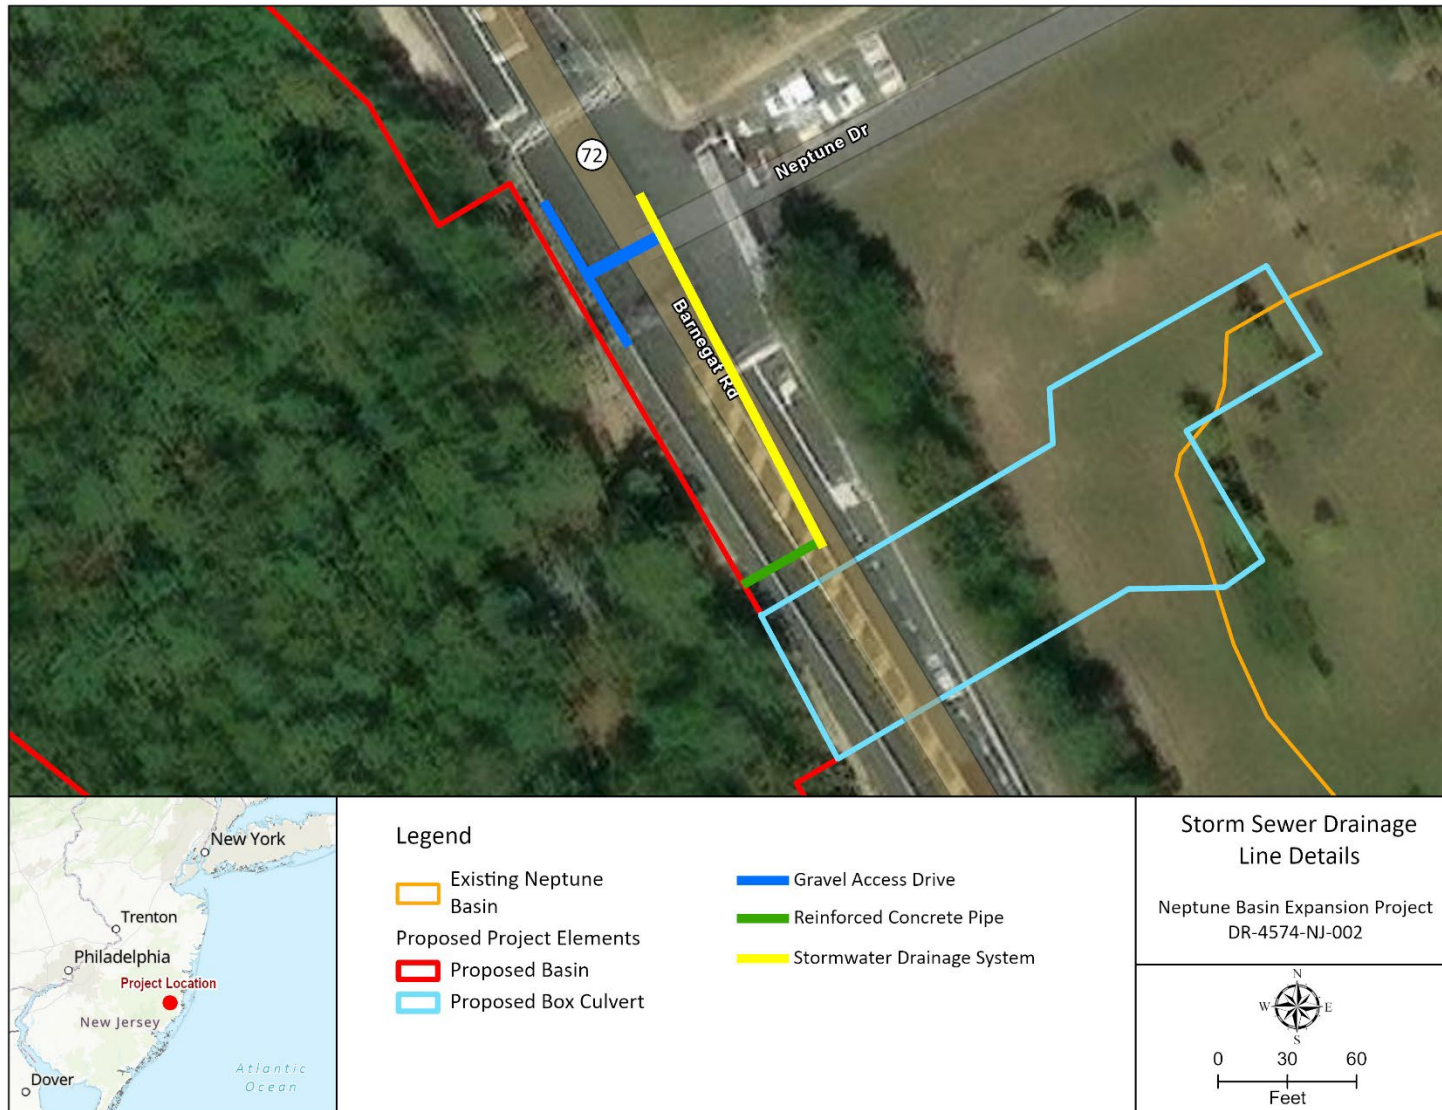 72
Neptune Dr
Barnegat Rd
New York
Trenton
Philadelphia
Project Location
New Jersey
Atlantic
Ocean
Dover
Legend
Existing Neptune
Basin
Proposed Project Elements
Proposed Basin
Proposed Box Culvert
Gravel Access Drive
Reinforced Concrete Pipe
Stormwater Drainage System
Storm Sewer Drainage
Line Details
Neptune Basin Expansion Project
DR-4574-NJ-002
N
W E
S
0 30 60
Feet